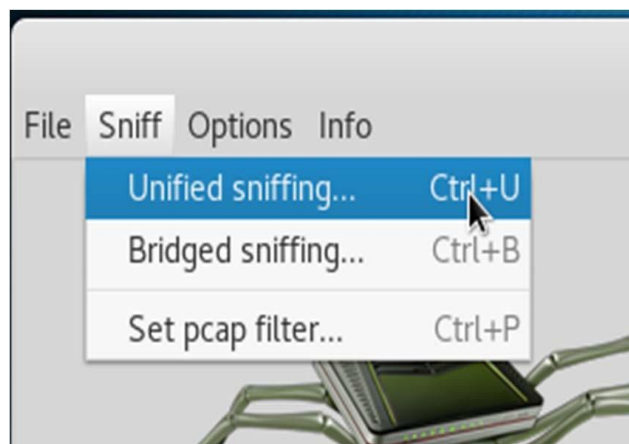 File Sniff Options Info
Unified sniffing... Ctrl+U
Bridged sniffing... Ctrl+B
Set pcap filter... Ctrl+P